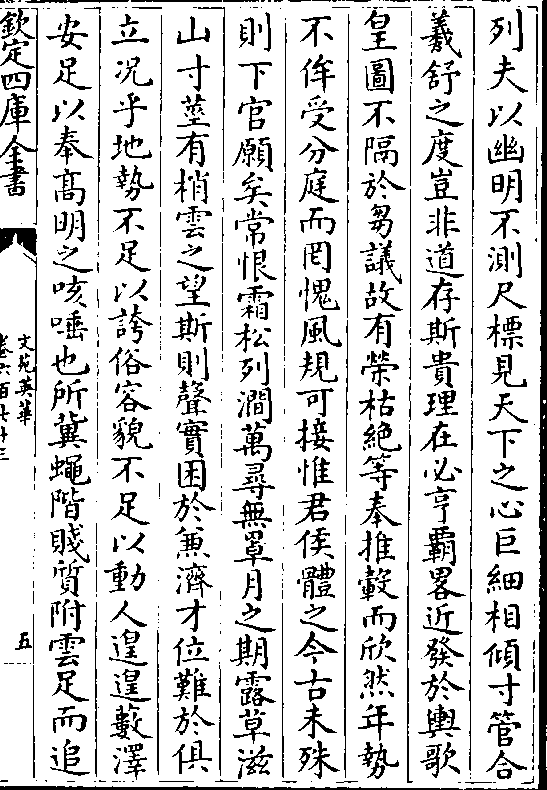 列夫以幽明不測尺標見天下之心巨細相傾寸管合
羲舒之度豈非道存斯貴理在必亨霸畧近發於輿歌
皇圖不隔於芻議故有榮枯絶等奉推轂而欣然年勢
不侔受分庭而罔愧風規可接惟君侯體之今古未殊
則下官願矣常恨霜松列澗萬尋無罩月之期露草滋
山寸莖有梢雲之望斯則聲實困於兼濟才位難於俱
立况乎地勢不足以誇俗容貌不足以動人遑遑藪澤
安足以奉髙明之咳唾也所冀蠅階賤質附雲足而追
欽定四庫全書
文苑英華
卷六百七十三
五